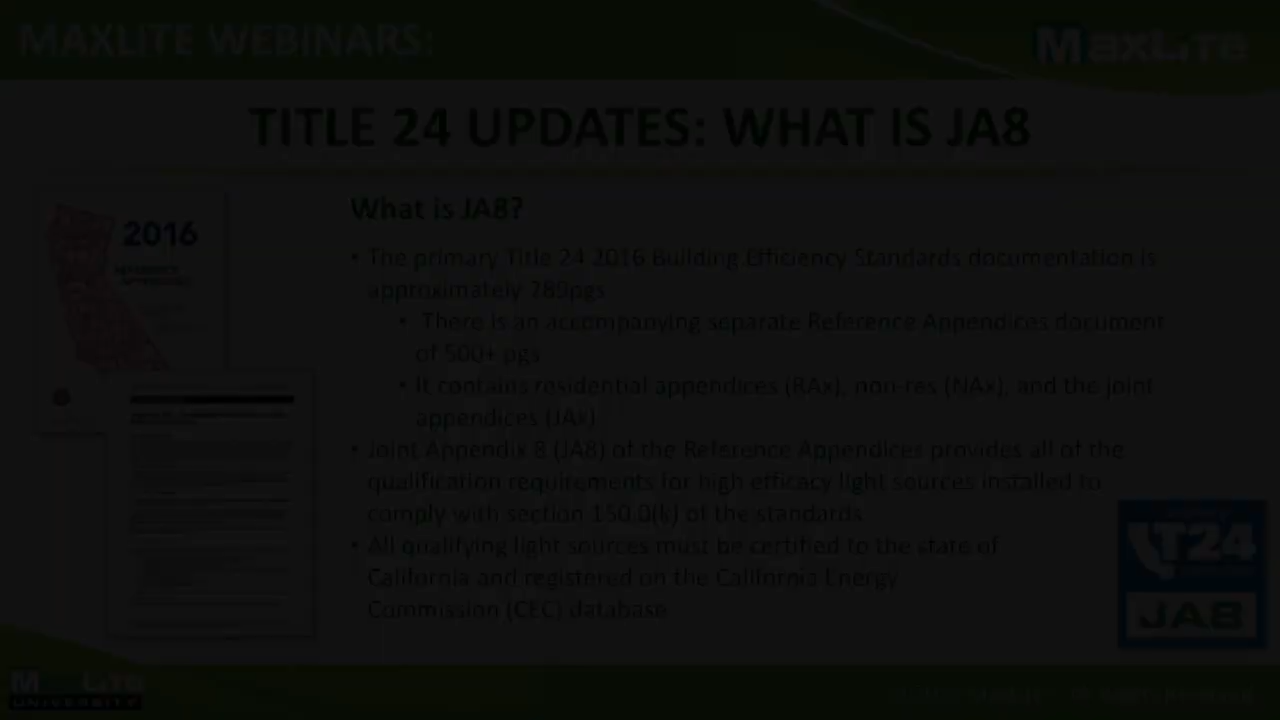 MAXLITE WEBINARS:
MaxLite
TITLE 24 UPDATES: WHAT IS JA8
2016
REFERENCE
APPENDICES
What is JA8?
• The primary Title 24 2016 Building Efficiency Standards documentation is
approximately 289pgs
• There is an accompanying separate Reference Appendices document
of 500+ pgs
• It contains residential appendices (RAx), non-res (NAx), and the joint
appendices (JAx)
• Joint Appendix 8 (JA8) of the Reference Appendices provides all of the
qualification requirements for high efficacy light sources installed to
comply with section 150.0(k) of the standards
• All qualifying light sources must be certified to the state of
California and registered on the California Energy
Commission (CEC) database
T24
JA8
UNIVERSITY